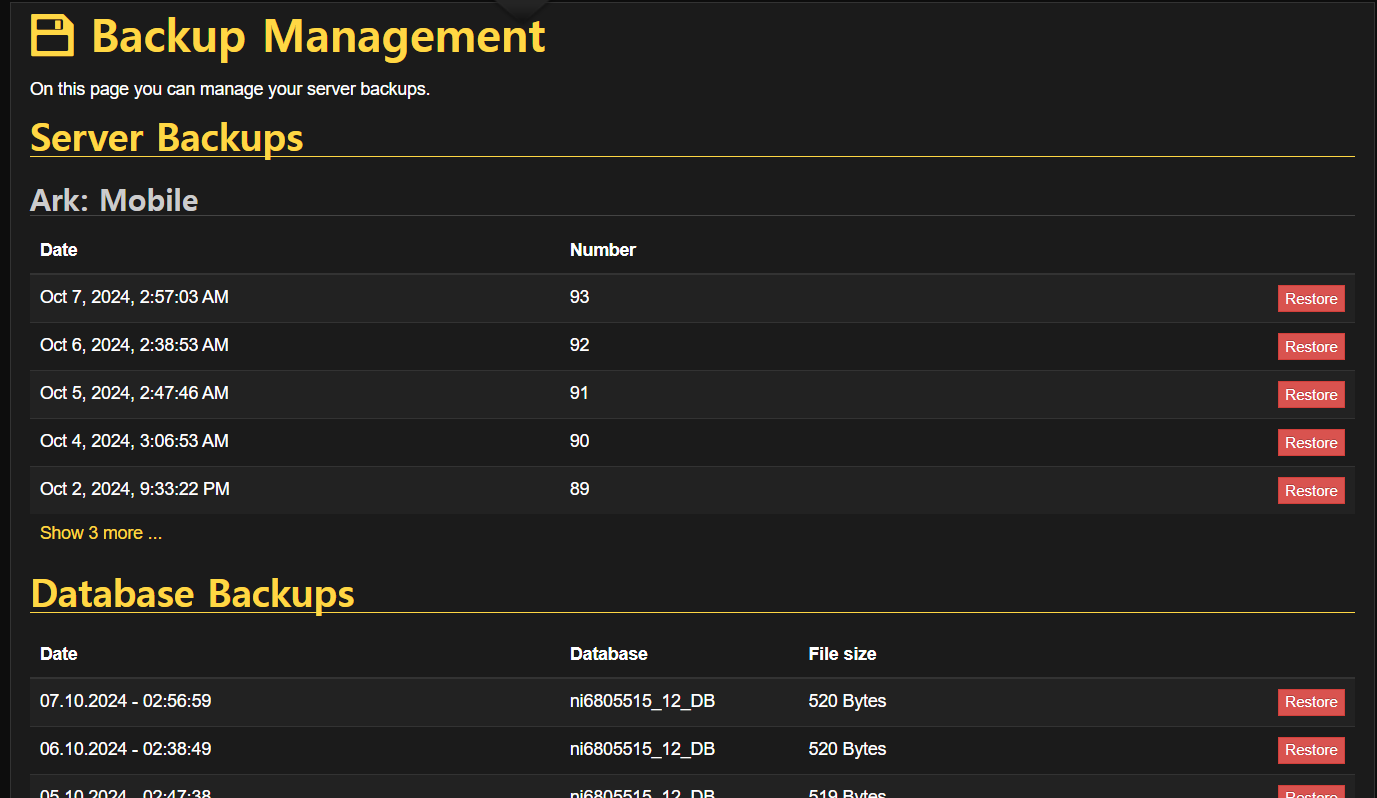 Backup Management
On this page you can manage your server backups.
Server Backups
Ark: Mobile
Date Number
Oct 7, 2024, 2:57:03 AM 93 Restore
Oct 6, 2024, 2:38:53 AM 92 Restore
Oct 5, 2024, 2:47:46 AM 91 Restore
Oct 4, 2024, 3:06:53 AM 90 Restore
Oct 2, 2024, 9:33:22 PM 89 Restore
Show 3 more ...
Database Backups
Date Database File size
07.10.2024 - 02:56:59 ni6805515_12_DB 520 Bytes Restore
06.10.2024 - 02:38:49 ni6805515_12_DB 520 Bytes Restore
05.10.2024 - 02:47:38 ni6805515_12_DB 519 Bytes Restore